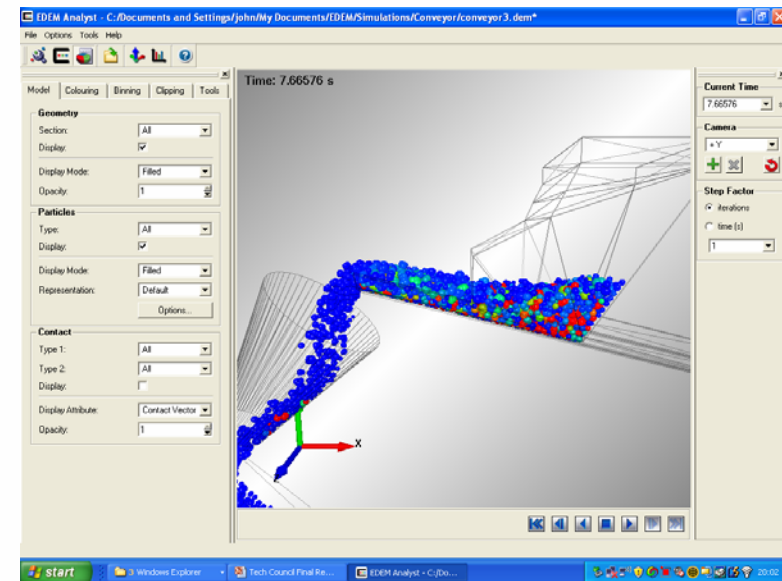 EDEM Analyst - C:/Documents and Settings/john/My Documents/EDEM/Simulations/Conveyor/conveyor3.dem*
File Options Tools Help
Model Colouring Binning Clipping Tools
Geometry
Section: All
Display:
Display Mode: Filled
Opacity: 1
Particles
Type: All
Display:
Display Mode: Filled
Representation: Default
Options...
Contact
Type 1: All
Type 2: All
Display:
Display Attribute: Contact Vector
Opacity: 1
Time: 7.66576 s
X
Current Time
7.66576 s
Camera
+ Y
Step Factor
iterations
time (s)
1
start 3 Windows Explorer Tech Council Final Re... EDEM Analyst - C:/Do... 20:02